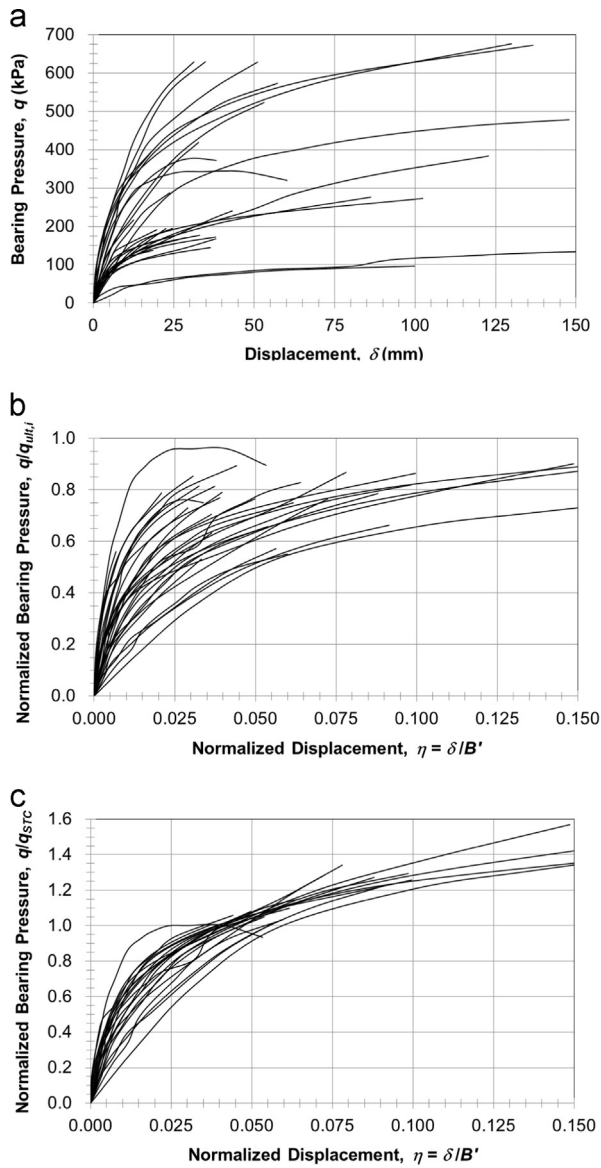 a
700
600
500
400
300
200
100
0
Bearing Pressure, q (kPa)
0 25 50 75 100 125 150
Displacement, δ (mm)
b
1.0
0.8
0.6
0.4
0.2
0.0
Normalized Bearing Pressure, q/qult,i
0.000 0.025 0.050 0.075 0.100 0.125 0.150
Normalized Displacement, η = δ/B'
c
1.6
1.4
1.2
1.0
0.8
0.6
0.4
0.2
0.0
Normalized Bearing Pressure, q/qSTC
0.000 0.025 0.050 0.075 0.100 0.125 0.150
Normalized Displacement, η = δ/B'